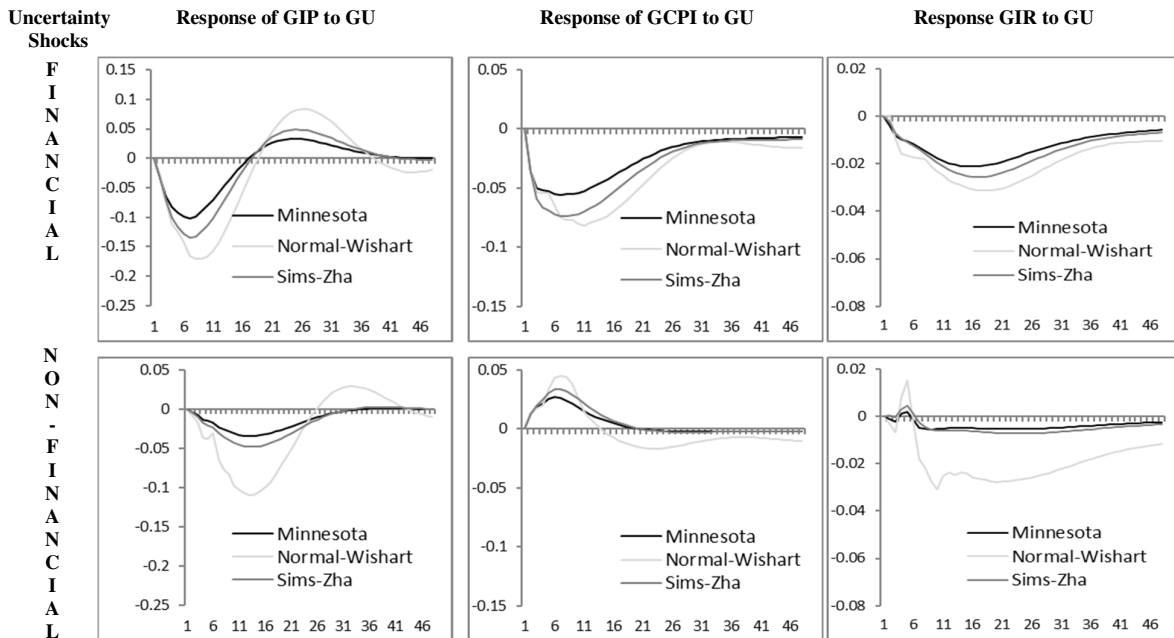 Uncertainty Shocks
Response of GIP to GU
Response of GCPI to GU
Response GIR to GU
FINANCIAL
0.15
0.1
0.05
0
-0.05
-0.1
-0.15
-0.2
-0.25
Minnesota
Normal-Wishart
Sims-Zha
1 6 11 16 21 26 31 36 41 46
0.05
0
-0.05
-0.1
-0.15
Minnesota
Normal-Wishart
Sims-Zha
1 6 11 16 21 26 31 36 41 46
0.02
0
-0.02
-0.04
-0.06
-0.08
Minnesota
Normal-Wishart
Sims-Zha
1 6 11 16 21 26 31 36 41 46
NON-FINANCIAL
0.05
0
-0.05
-0.1
-0.15
-0.2
-0.25
Minnesota
Normal-Wishart
Sims-Zha
1 6 11 16 21 26 31 36 41 46
0.05
0
-0.05
-0.1
-0.15
Minnesota
Normal-Wishart
Sims-Zha
1 6 11 16 21 26 31 36 41 46
0.02
0
-0.02
-0.04
-0.06
-0.08
Minnesota
Normal-Wishart
Sims-Zha
1 6 11 16 21 26 31 36 41 46